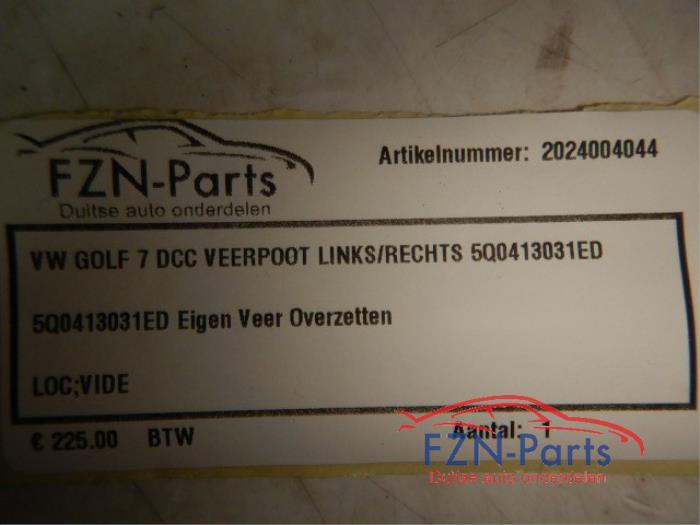 FZN-Parts
Duitse auto onderdelen
Artikelnummer: 2024004044
VW GOLF 7 DCC VEERPOOT LINKS/RECHTS 5Q0413031ED
5Q0413031ED Eigen Veer Overzetten
LOC;VIDE
€ 225.00 BTW
Aantal: 1
FZN-Parts
Duitse auto onderdelen